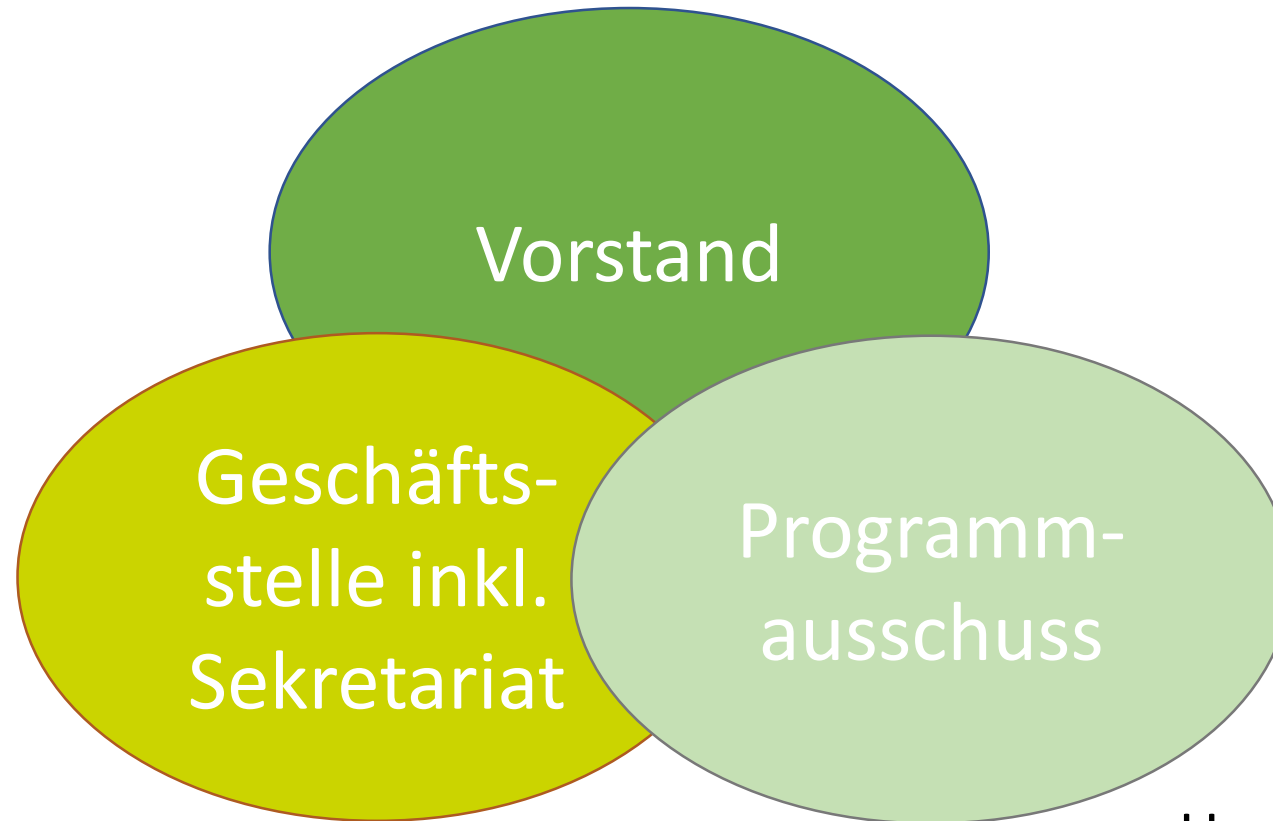 Vorstand
Geschäfts-
stelle inkl.
Sekretariat
Programm-
ausschuss